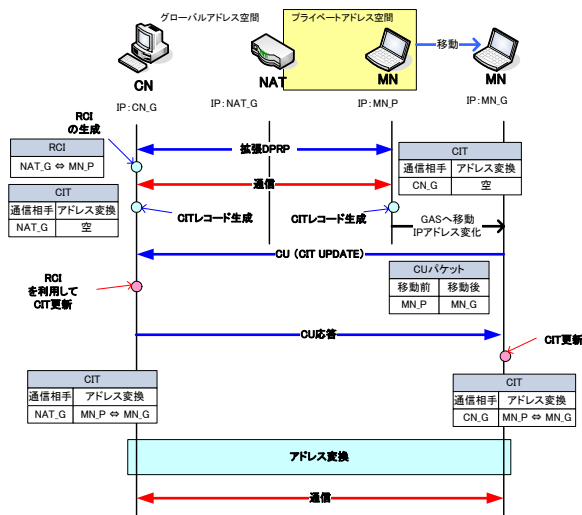 グローバルアドレス空間
プライベートアドレス空間
移動
CN
NAT
MN
MN
IP:CN_G
IP:NAT_G
IP:MN_P
IP:MN_G
RCI
の生成
RCI
NAT_G ⇔ MN_P
拡張DPRP
CIT
通信相手 アドレス変換
CN_G 空
通信
CIT
通信相手 アドレス変換
NAT_G 空
CITレコード生成
CITレコード生成
GASへ移動
IPアドレス変化
CU (CIT UPDATE)
CUパケット
移動前 移動後
MN_P MN_G
RCI
を利用して
CIT更新
CU応答
CIT更新
CIT
通信相手 アドレス変換
NAT_G MN_P ⇔ MN_G
CIT
通信相手 アドレス変換
CN_G MN_P ⇔ MN_G
アドレス変換
通信